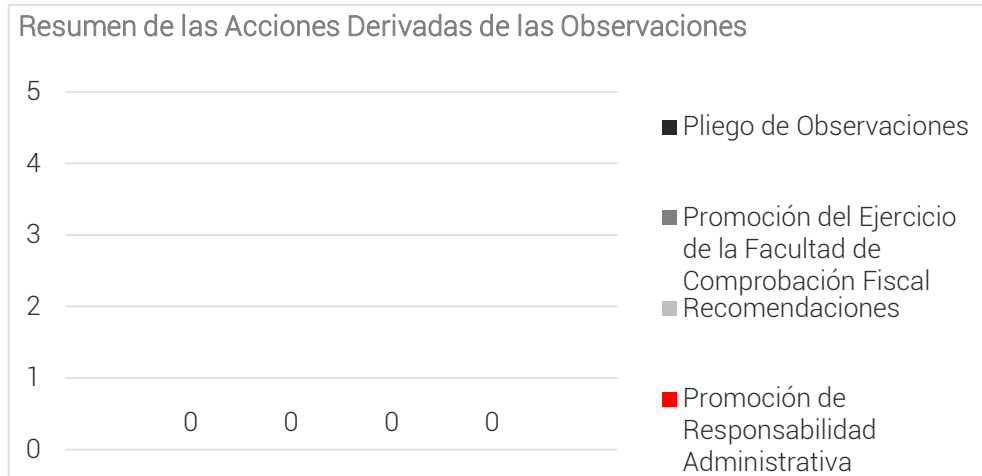 Resumen de las Acciones Derivadas de las Observaciones
5
4
3
2
1
0
0 0 0 0
Pliego de Observaciones
Promoción del Ejercicio
de la Facultad de
Comprobación Fiscal
Recomendaciones
Promoción de
Responsabilidad
Administrativa